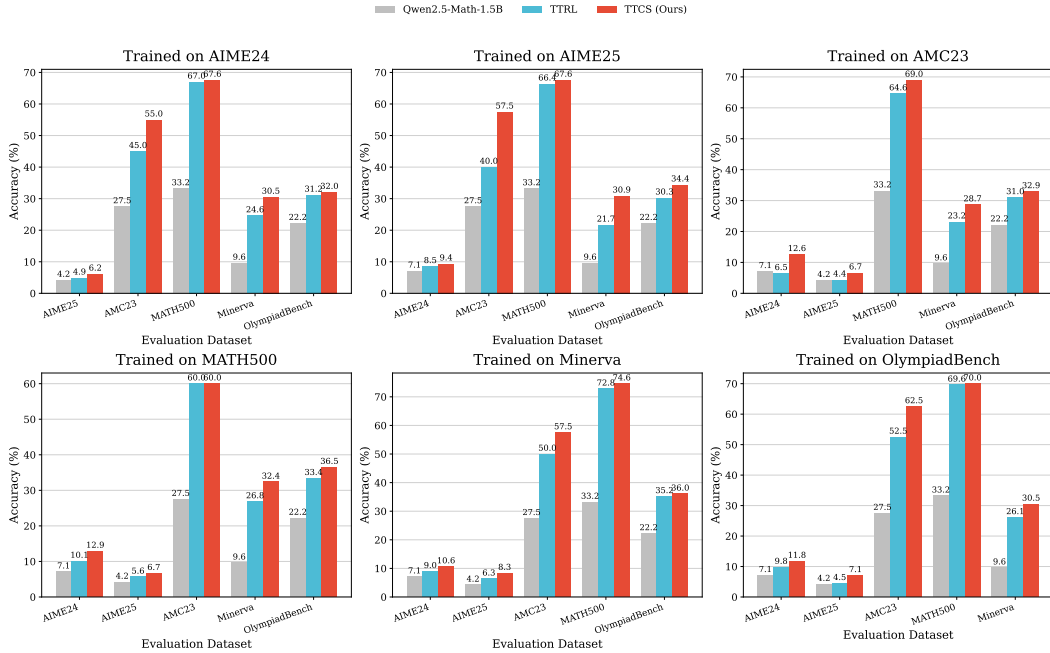 Qwen2.5-Math-1.5B TTRL TTCS (Ours)
Trained on AIME24
Accuracy (%)
70
60
50
40
30
20
10
0
4.2 4.9 6.2
27.5 45.0 55.0
33.2 67.0 67.6
9.6 24.6 30.5
22.2 31.2 32.0
AIME25 AMC23 MATH500 Minerva OlympiadBench
Evaluation Dataset
Trained on AIME25
Accuracy (%)
70
60
50
40
30
20
10
0
7.1 8.5 9.4
27.5 40.0 57.5
33.2 66.4 67.6
9.6 21.7 30.9
22.2 30.3 34.4
AIME24 AMC23 MATH500 Minerva OlympiadBench
Evaluation Dataset
Trained on AMC23
Accuracy (%)
70
60
50
40
30
20
10
0
7.1 6.5 12.6
4.2 4.4 6.7
33.2 64.6 69.0
9.6 23.2 28.7
22.2 31.0 32.9
AIME24 AIME25 MATH500 Minerva OlympiadBench
Evaluation Dataset
Trained on MATH500
Accuracy (%)
60
50
40
30
20
10
0
7.1 10.1 12.9
4.2 5.6 6.7
27.5 60.0 60.0
9.6 26.8 32.4
22.2 33.4 36.5
AIME24 AIME25 AMC23 Minerva OlympiadBench
Evaluation Dataset
Trained on Minerva
Accuracy (%)
70
60
50
40
30
20
10
0
7.1 9.0 10.6
4.2 6.3 8.3
27.5 50.0 57.5
33.2 72.8 74.6
22.2 35.2 36.0
AIME24 AIME25 AMC23 MATH500 OlympiadBench
Evaluation Dataset
Trained on OlympiadBench
Accuracy (%)
70
60
50
40
30
20
10
0
7.1 9.8 11.8
4.2 4.5 7.1
27.5 52.5 62.5
33.2 69.6 70.0
9.6 26.1 30.5
AIME24 AIME25 AMC23 MATH500 Minerva
Evaluation Dataset